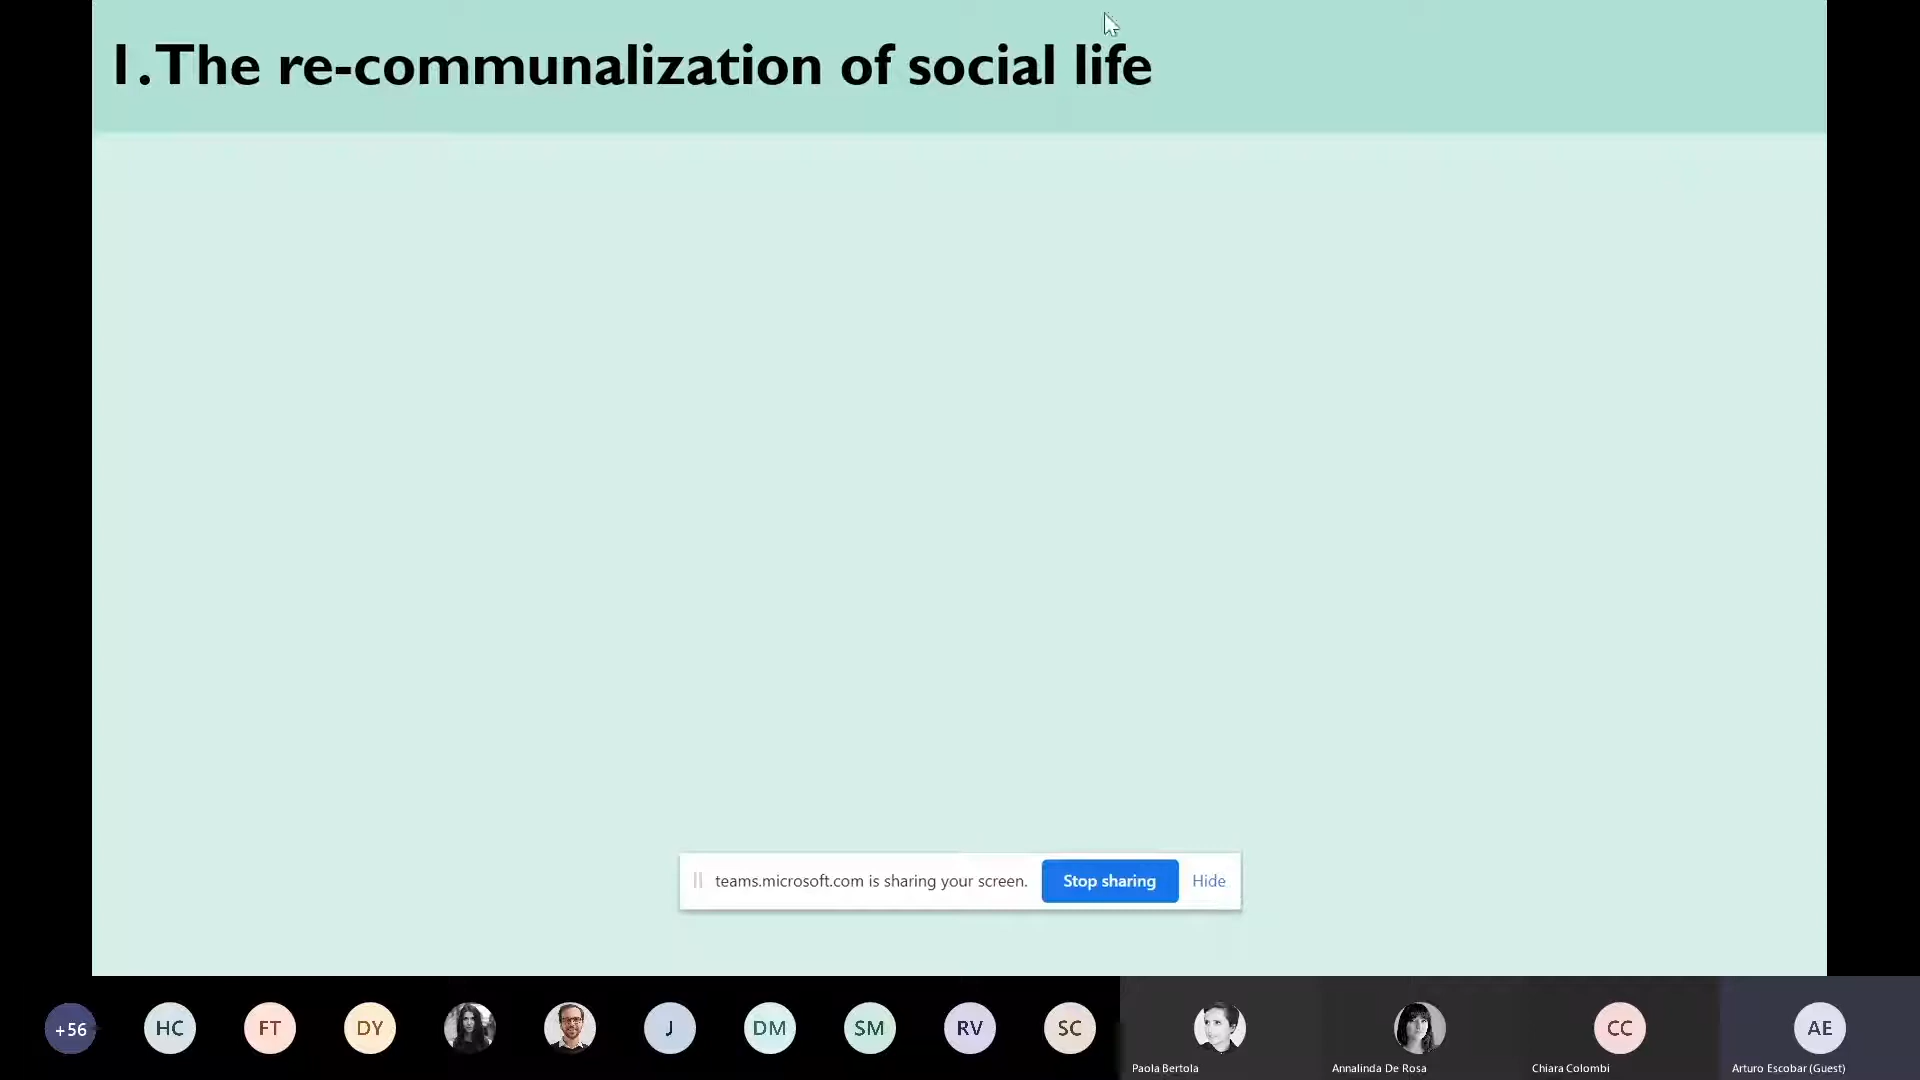 1. The re-communalization of social life
teams.microsoft.com is sharing your screen. Stop sharing Hide
+56 HC FT DY J DM SM RV SC CC AE
Paola Bertola Annalinda De Rosa Chiara Colombi Arturo Escobar (Guest)